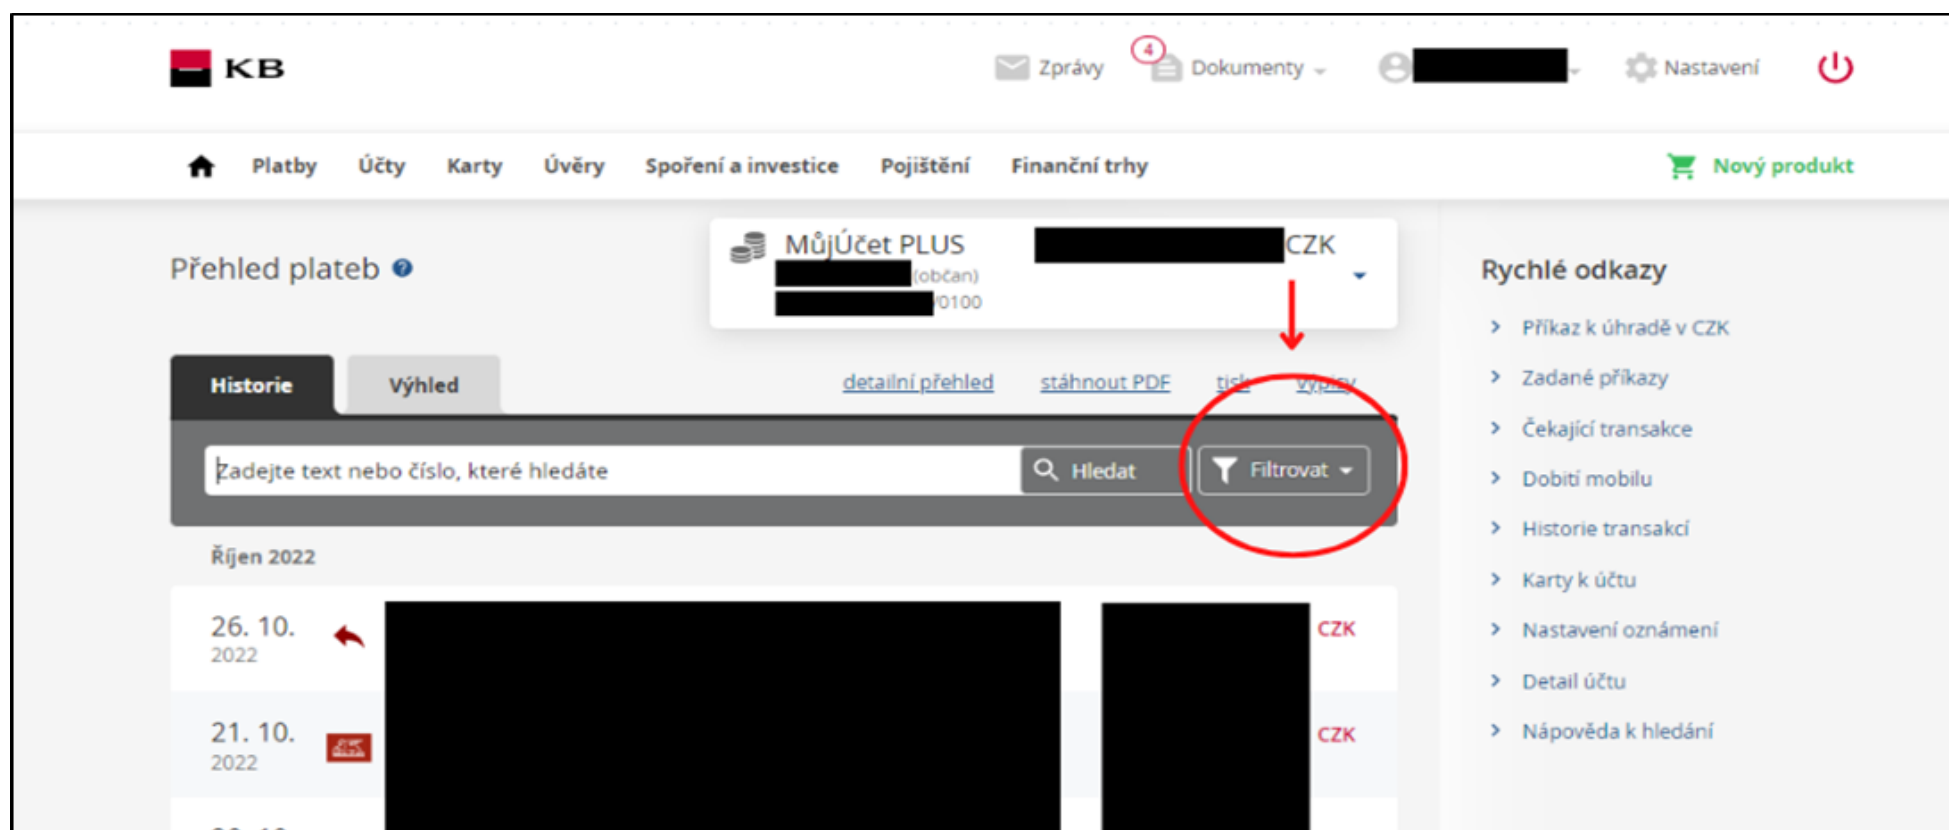 KB
Zprávy
4
Dokumenty
Nastavení
Platby Účty Karty Úvěry Spoření a investice Pojištění Finanční trhy
Nový produkt
Přehled plateb ?
MůjÚčet PLUS CZK
(občan)
/0100
Historie Výhled
detailní přehled stáhnout PDF tisk výpisy
Zadejte text nebo číslo, které hledáte
Hledat
Filtrovat
Říjen 2022
26. 10.
2022
CZK
21. 10.
2022
CZK
Rychlé odkazy
Příkaz k úhradě v CZK
Zadané příkazy
Čekající transakce
Dobití mobilu
Historie transakcí
Karty k účtu
Nastavení oznámení
Detail účtu
Nápověda k hledání